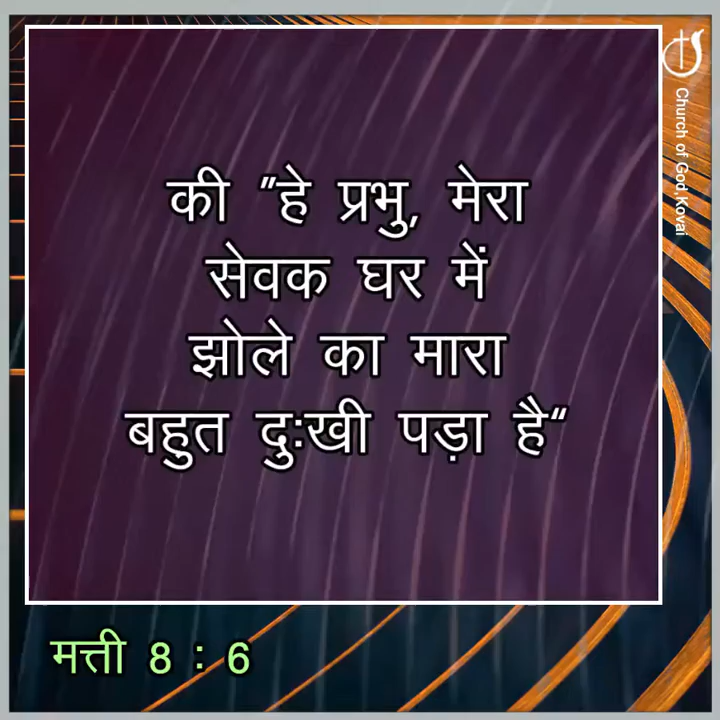 की "हे प्रभु, मेरा
सेवक घर में
झोले का मारा
बहुत दुःखी पड़ा है"
मत्ती 8 : 6
Church of God,Kovai